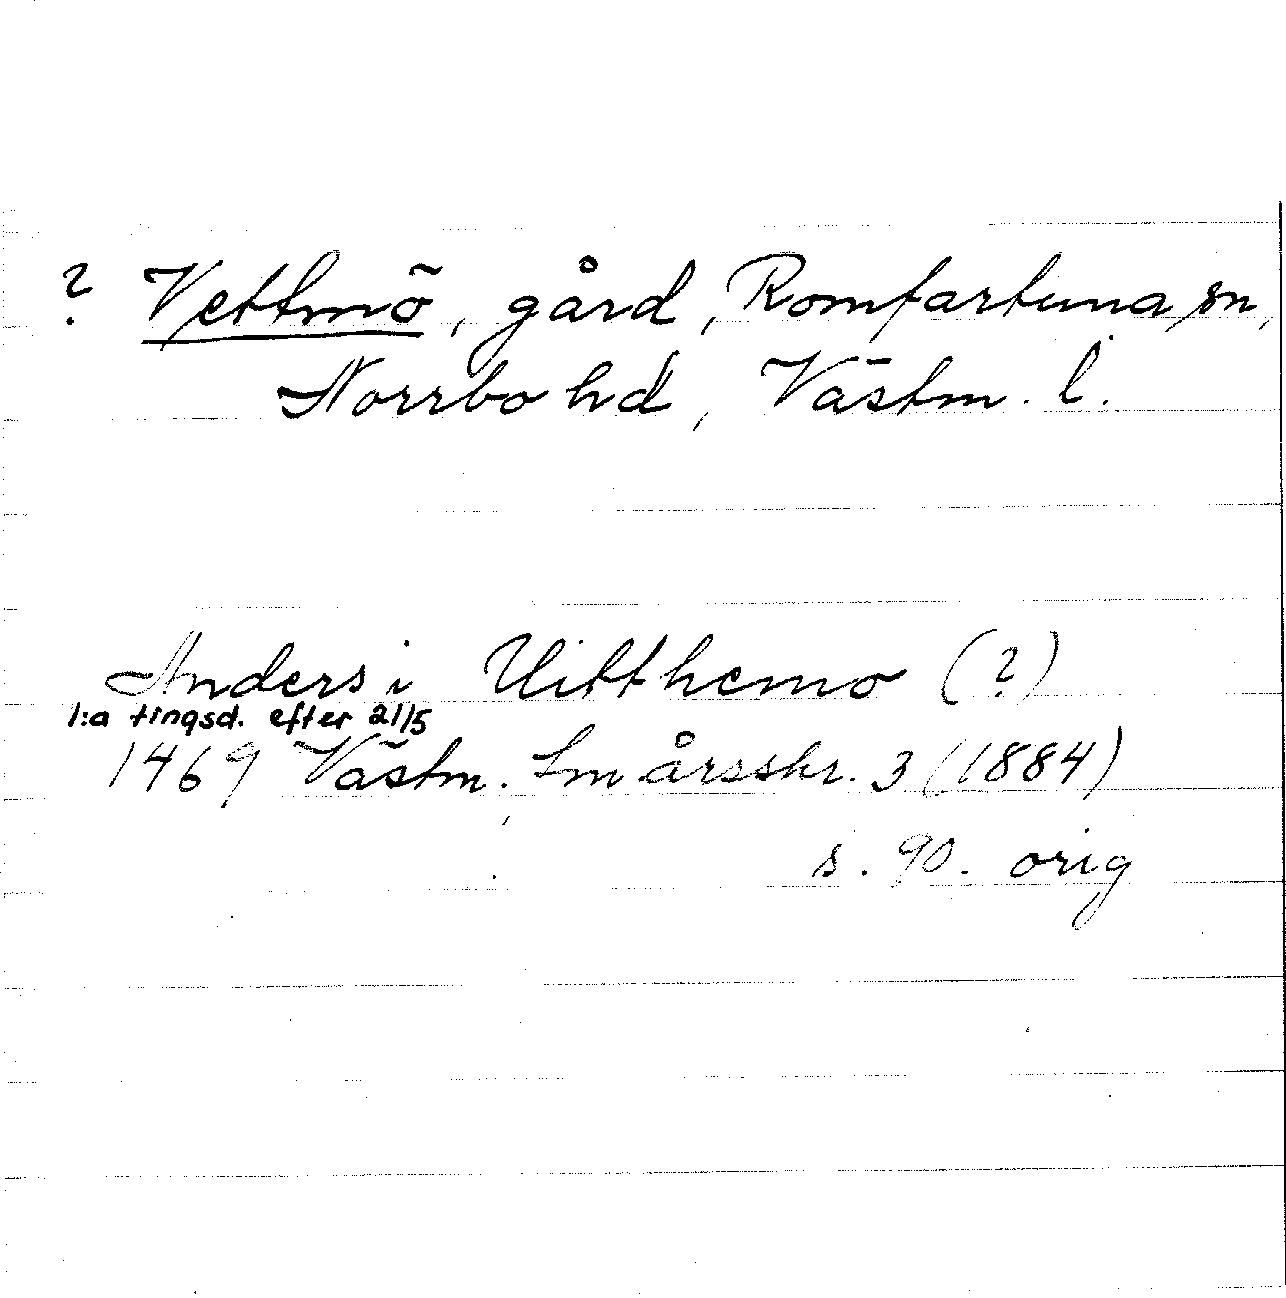 ? Vettmö, gård, Romfartuna sn,
Norrbo hd, Västm. l.
Anders i Uitthemo (?)
1:a tingsd. efter 21/5
1469 Västm. fmårsskr. 3 (1884)
s. 90. orig